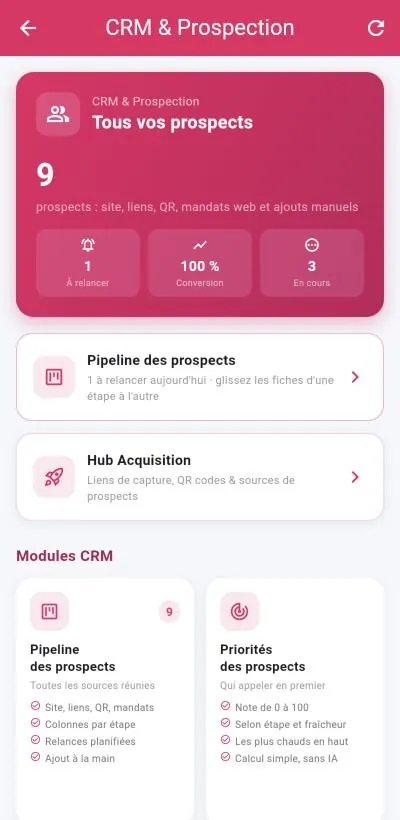 CRM & Prospection
CRM & Prospection
Tous vos prospects
9
prospects : site, liens, QR, mandats web et ajouts manuels
1
À relancer
100 %
Conversion
3
En cours
Pipeline des prospects
1 à relancer aujourd'hui · glissez les fiches d'une
étape à l'autre
Hub Acquisition
Liens de capture, QR codes & sources de
prospects
Modules CRM
9
Pipeline
des prospects
Toutes les sources réunies
Site, liens, QR, mandats
Colonnes par étape
Relances planifiées
Ajout à la main
Priorités
des prospects
Qui appeler en premier
Note de 0 à 100
Selon étape et fraîcheur
Les plus chauds en haut
Calcul simple, sans IA